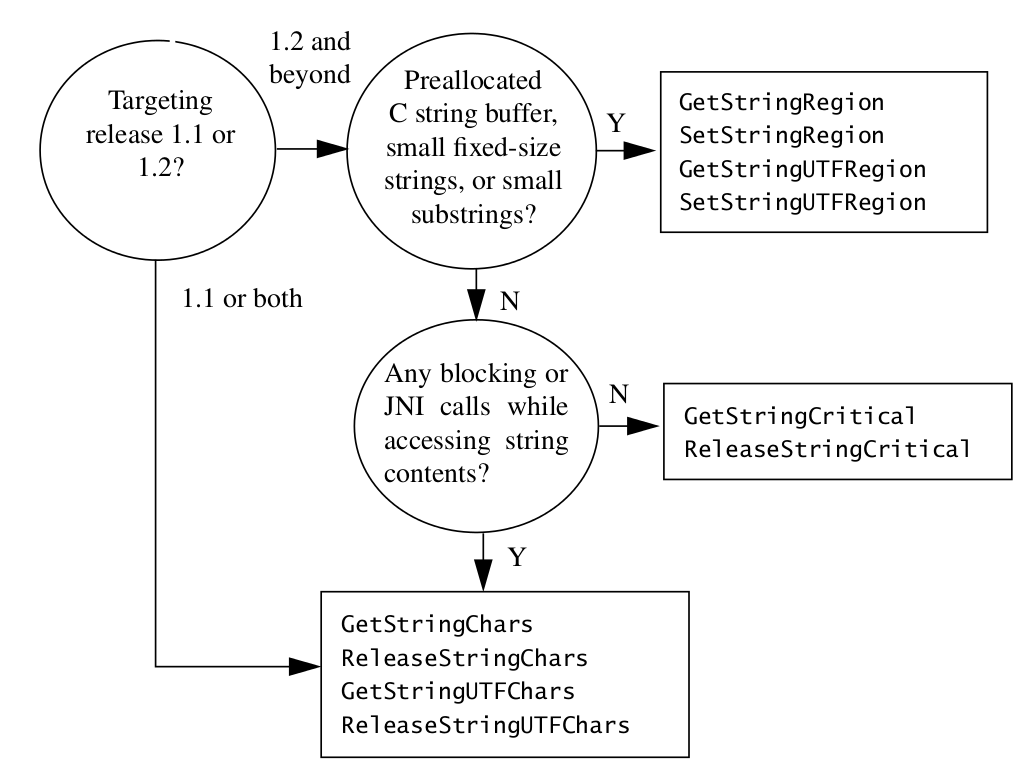 Targeting
release 1.1 or
1.2?
1.2 and
beyond
Preallocated
C string buffer,
small fixed-size
strings, or small
substrings?
Y
GetStringRegion
SetStringRegion
GetStringUTFRegion
SetStringUTFRegion
1.1 or both
N
Any blocking or
JNI calls while
accessing string
contents?
N
GetStringCritical
ReleaseStringCritical
Y
GetStringChars
ReleaseStringChars
GetStringUTFChars
ReleaseStringUTFChars